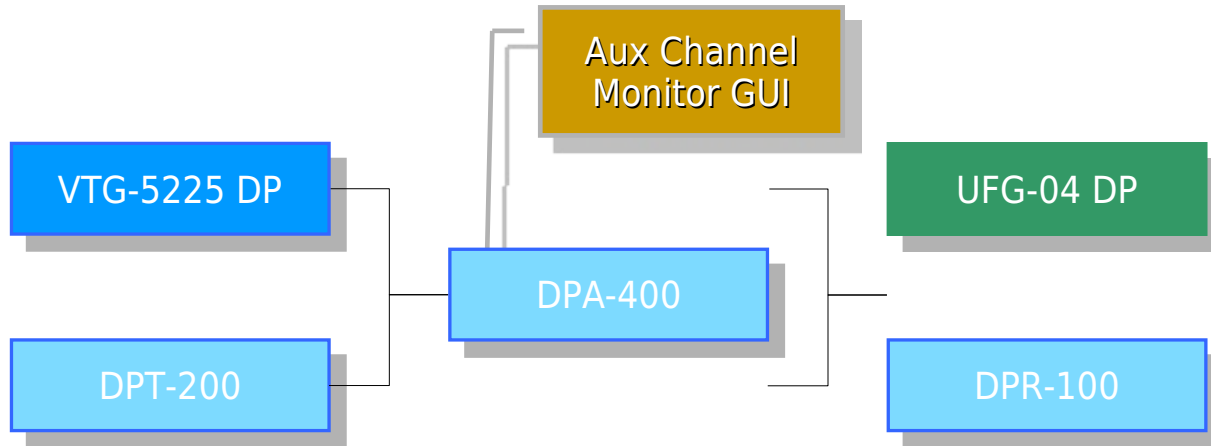 Aux Channel
Monitor GUI
VTG-5225 DP
UFG-04 DP
DPA-400
DPT-200
DPR-100